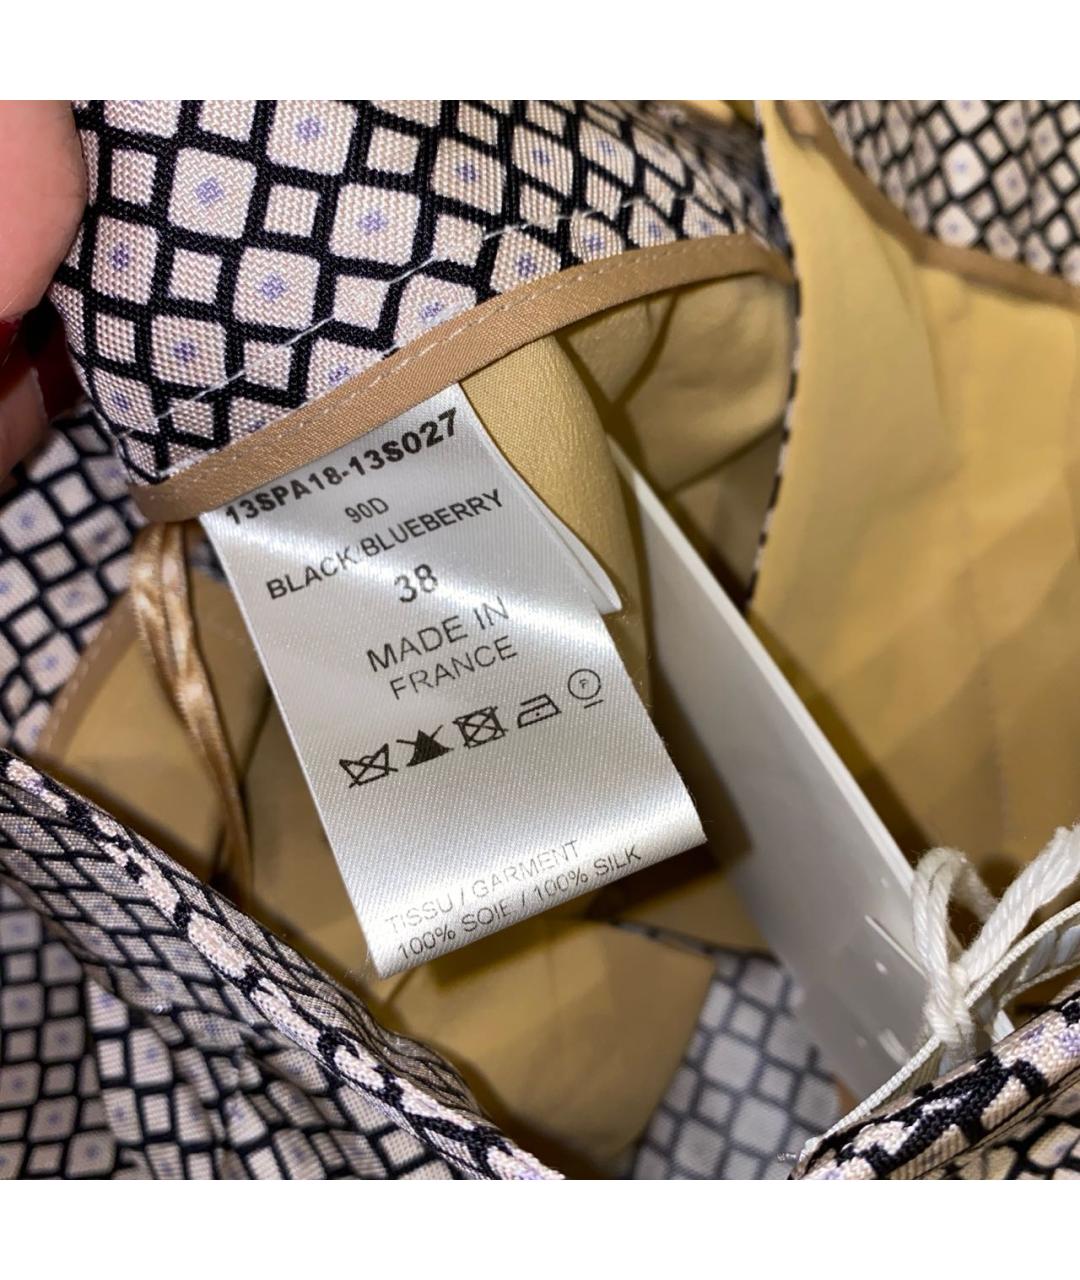 13SPA18-13S027
90D
BLACK/BLUEBERRY
38
MADE IN
FRANCE
F
TISSU / GARMENT
100% SOIE / 100% SILK